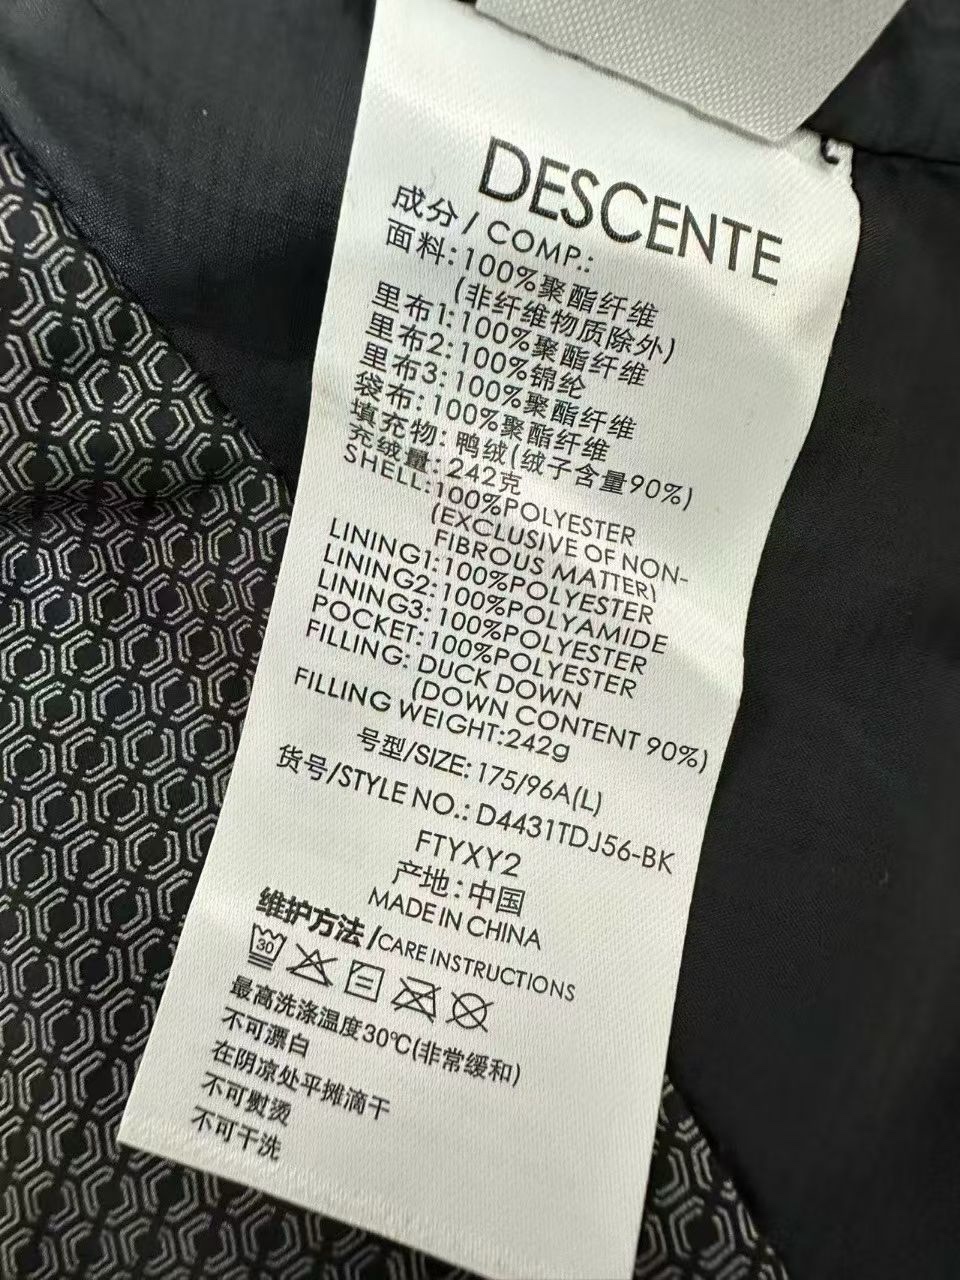 DESCENTE
成分/COMP.:
面料:100%聚酯纤维
(非纤维物质除外)
里布1:100%聚酯纤维
里布2:100%锦纶
里布3:100%聚酯纤维
袋布:100%聚酯纤维
填充物:鸭绒(绒子含量90%)
充绒量:242克
SHELL:100%POLYESTER
(EXCLUSIVE OF NON-
FIBROUS MATTER)
LINING1:100%POLYESTER
LINING2:100%POLYAMIDE
LINING3:100%POLYESTER
POCKET:100%POLYESTER
FILLING: DUCK DOWN
(DOWN CONTENT 90%)
FILLING WEIGHT:242g
号型/SIZE: 175/96A(L)
货号/STYLE NO.: D4431TDJ56-BK
FTYXY2
产地:中国
MADE IN CHINA
维护方法/CARE INSTRUCTIONS
30
最高洗涤温度30℃(非常缓和)
不可漂白
在阴凉处平摊滴干
不可熨烫
不可干洗